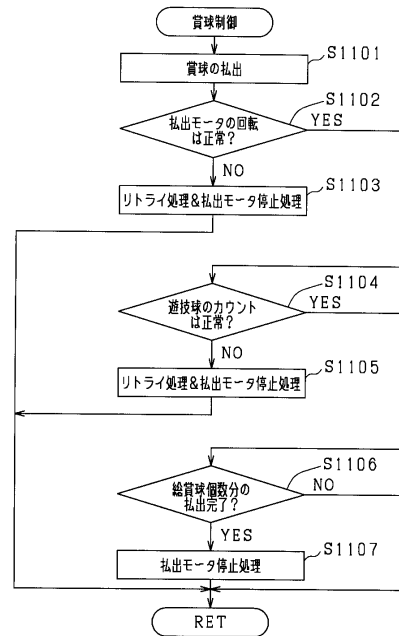 賞球制御
賞球の払出
S1101
払出モータの回転
は正常?
S1102
YES
NO
リトライ処理&払出モータ停止処理
S1103
遊技球のカウント
は正常?
S1104
YES
NO
リトライ処理&払出モータ停止処理
S1105
総賞球個数分の
払出完了?
S1106
NO
YES
払出モータ停止処理
S1107
RET